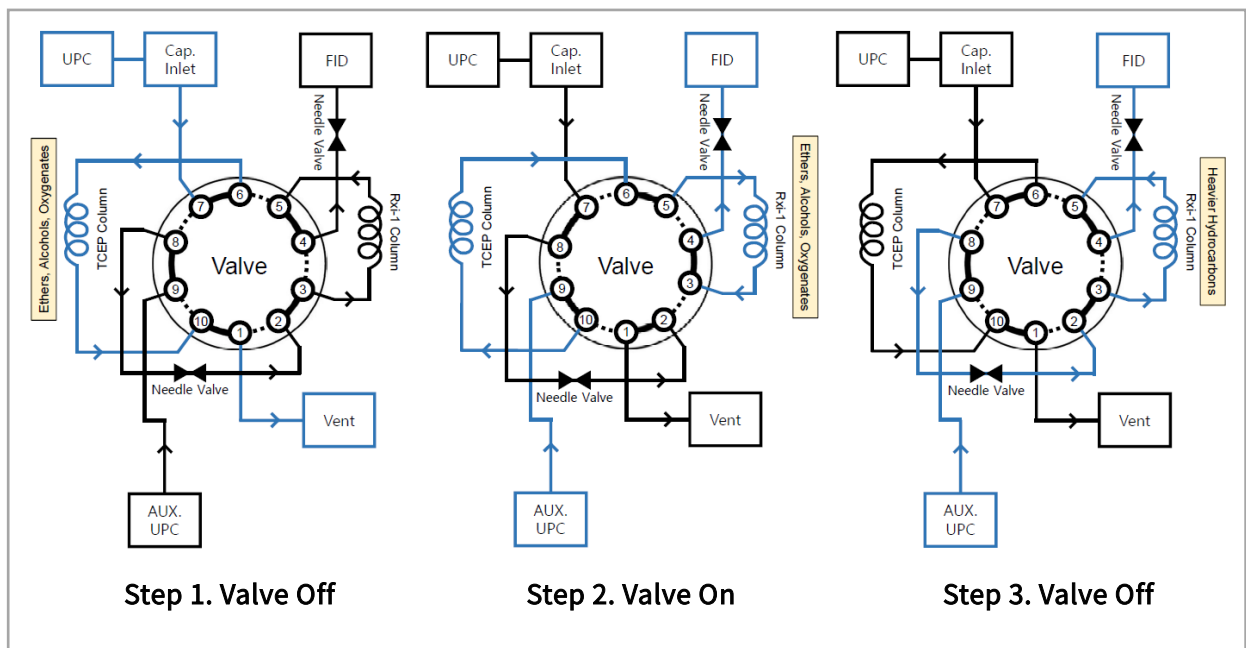 UPC
Cap.
Inlet
FID
Needle Valve
Ethers, Alcohols, Oxygenates
TCEP Column
Rxi-1 Column
6
7
5
8
4
Valve
9
3
10
1
2
Needle Valve
Vent
AUX.
UPC
Step 1. Valve Off
UPC
Cap.
Inlet
FID
Needle Valve
Ethers, Alcohols, Oxygenates
TCEP Column
Rxi-1 Column
6
7
5
8
4
Valve
9
3
10
1
2
Needle Valve
Vent
AUX.
UPC
Step 2. Valve On
UPC
Cap.
Inlet
FID
Needle Valve
Heavier Hydrocarbons
TCEP Column
Rxi-1 Column
6
7
5
8
4
Valve
9
3
10
1
2
Needle Valve
Vent
AUX.
UPC
Step 3. Valve Off